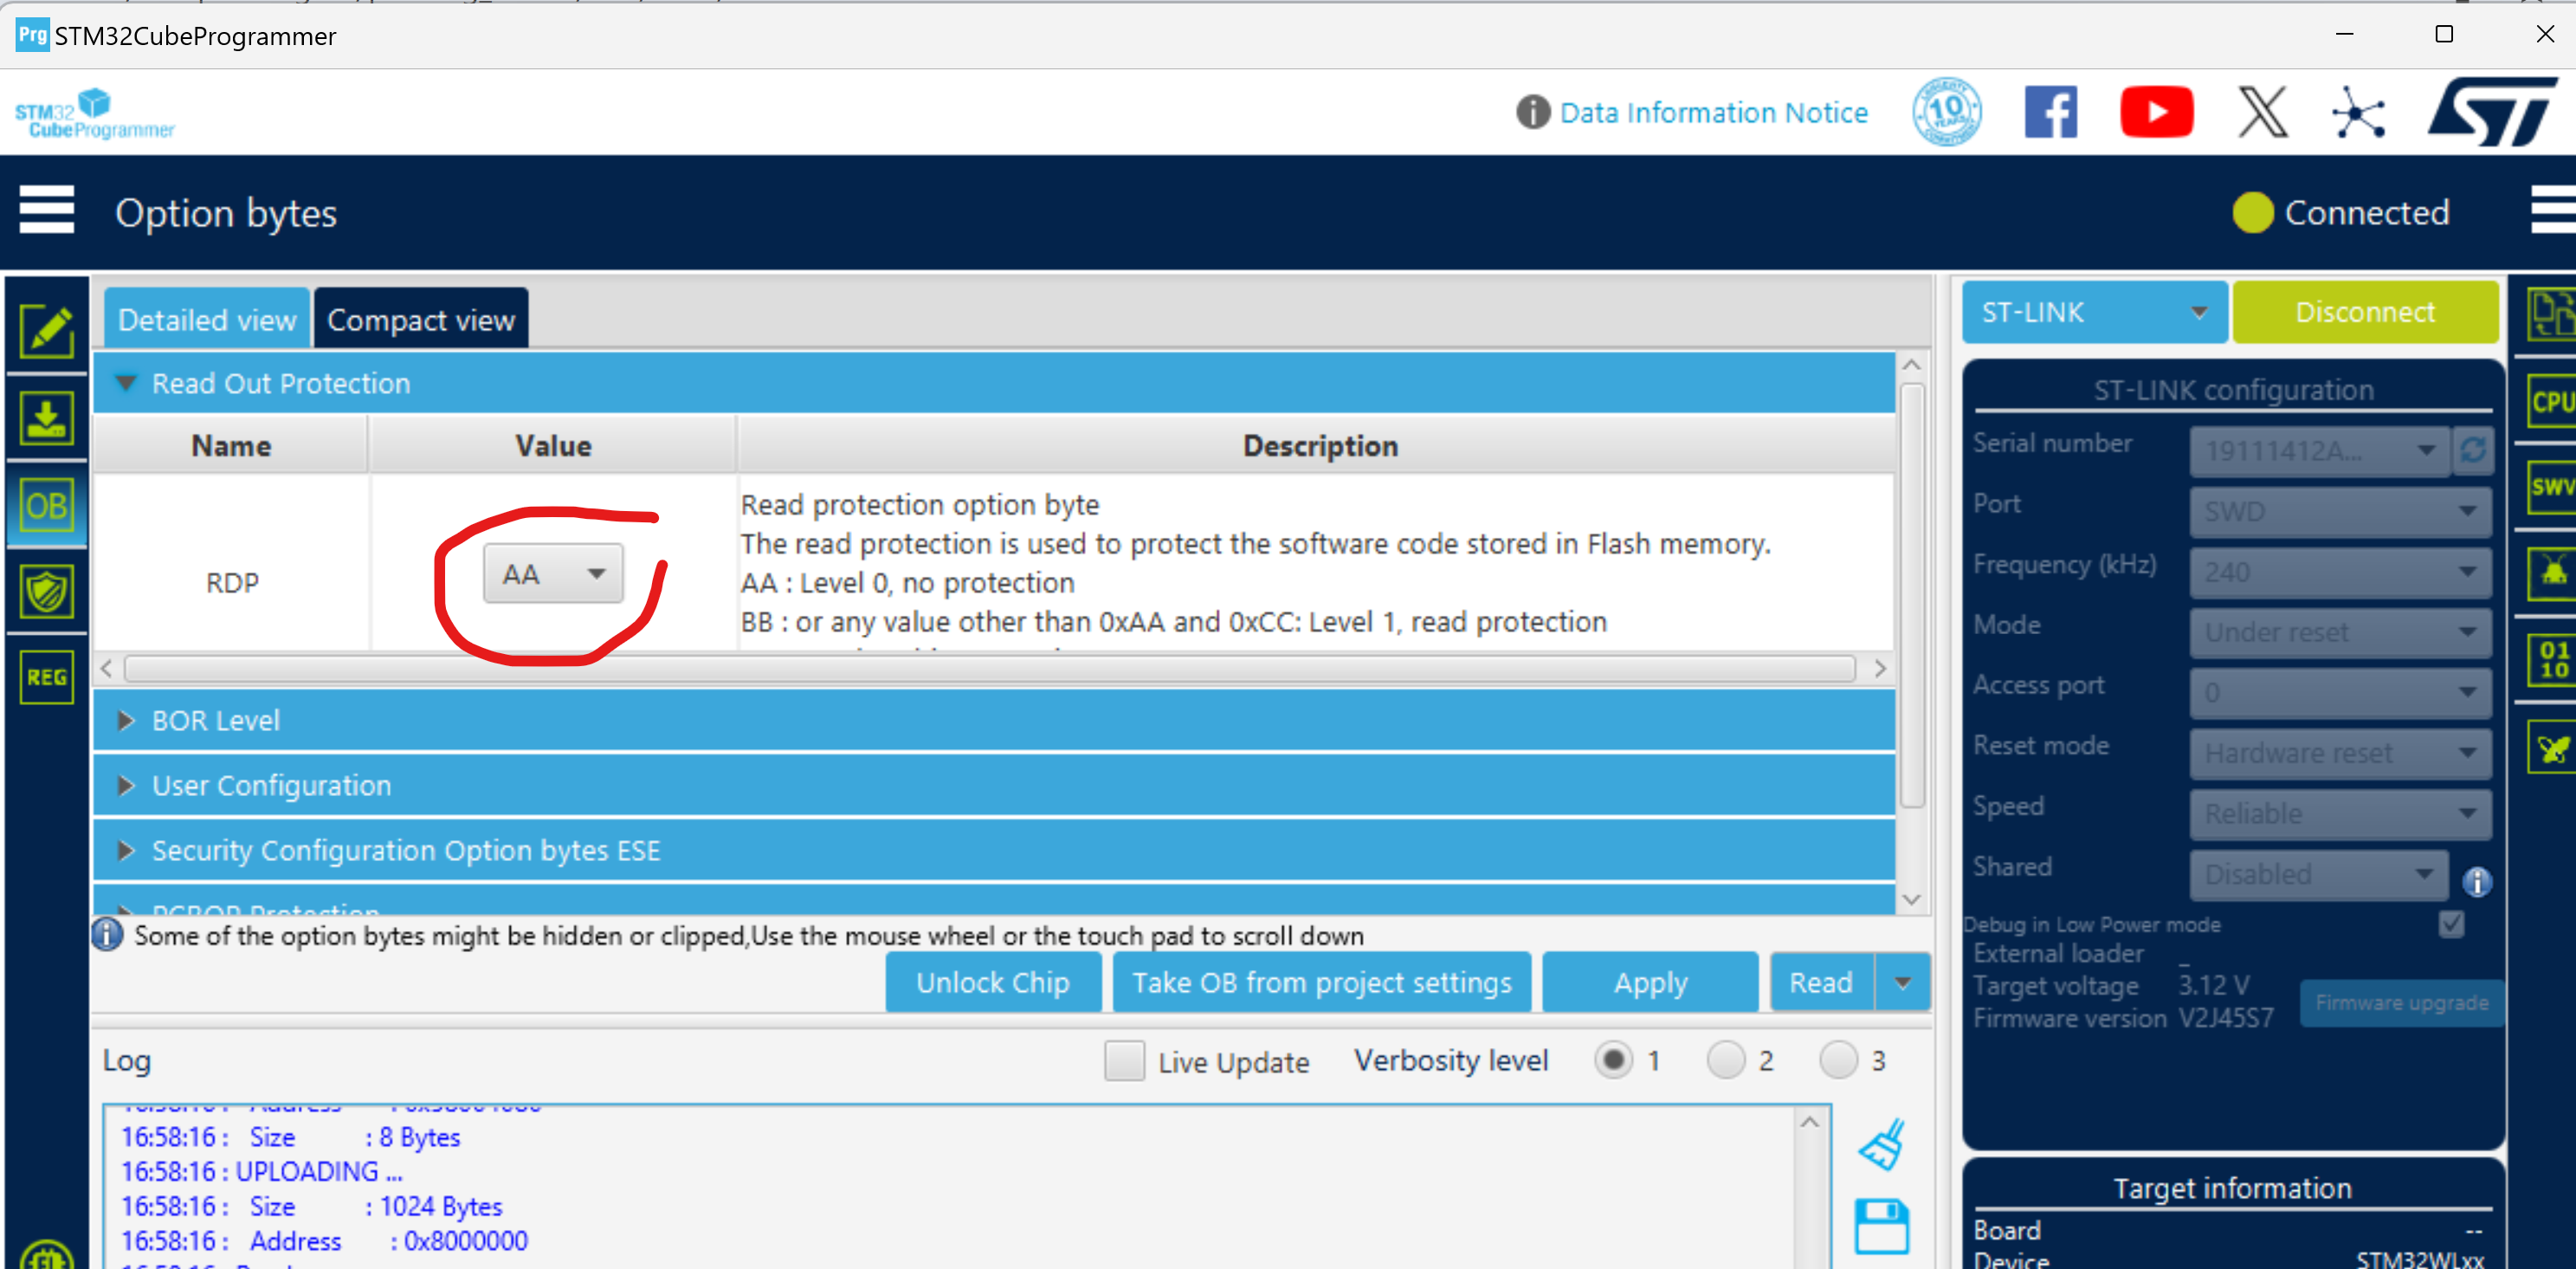 Prg STM32CubeProgrammer
STM32
CubeProgrammer
Data Information Notice
10
YEARS
ST
Option bytes
Connected
Detailed view
Compact view
Read Out Protection
Name
Value
Description
RDP
AA
Read protection option byte
The read protection is used to protect the software code stored in Flash memory.
AA : Level 0, no protection
BB : or any value other than 0xAA and 0xCC: Level 1, read protection
BOR Level
User Configuration
Security Configuration Option bytes ESE
PCROP Protection
Some of the option bytes might be hidden or clipped,Use the mouse wheel or the touch pad to scroll down
Unlock Chip
Take OB from project settings
Apply
Read
Log
Live Update
Verbosity level
1
2
3
16:58:16 : Size : 8 Bytes
16:58:16 : UPLOADING ...
16:58:16 : Size : 1024 Bytes
16:58:16 : Address : 0x8000000
OB
REG
ST-LINK
Disconnect
ST-LINK configuration
Serial number 19111412A...
Port SWD
Frequency (kHz) 240
Mode Under reset
Access port 0
Reset mode Hardware reset
Speed Reliable
Shared Disabled
Debug in Low Power mode
External loader _
Target voltage 3.12 V
Firmware version V2J45S7
Firmware upgrade
Target information
Board --
Device STM32WLxx
CPU
SWV
01
10